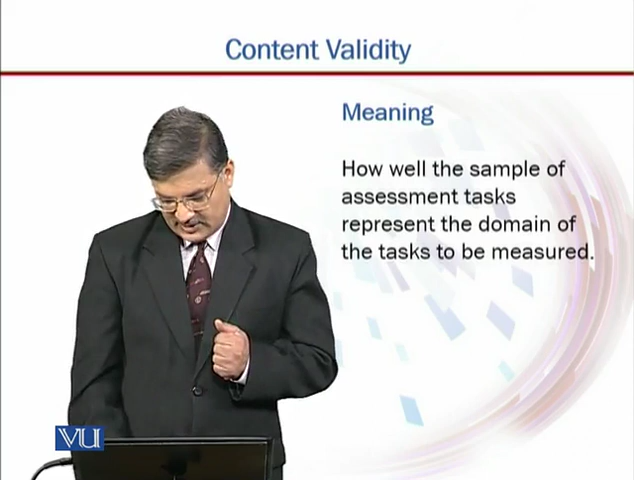 Content Validity
Meaning
How well the sample of
assessment tasks
represent the domain of
the tasks to be measured.
VU